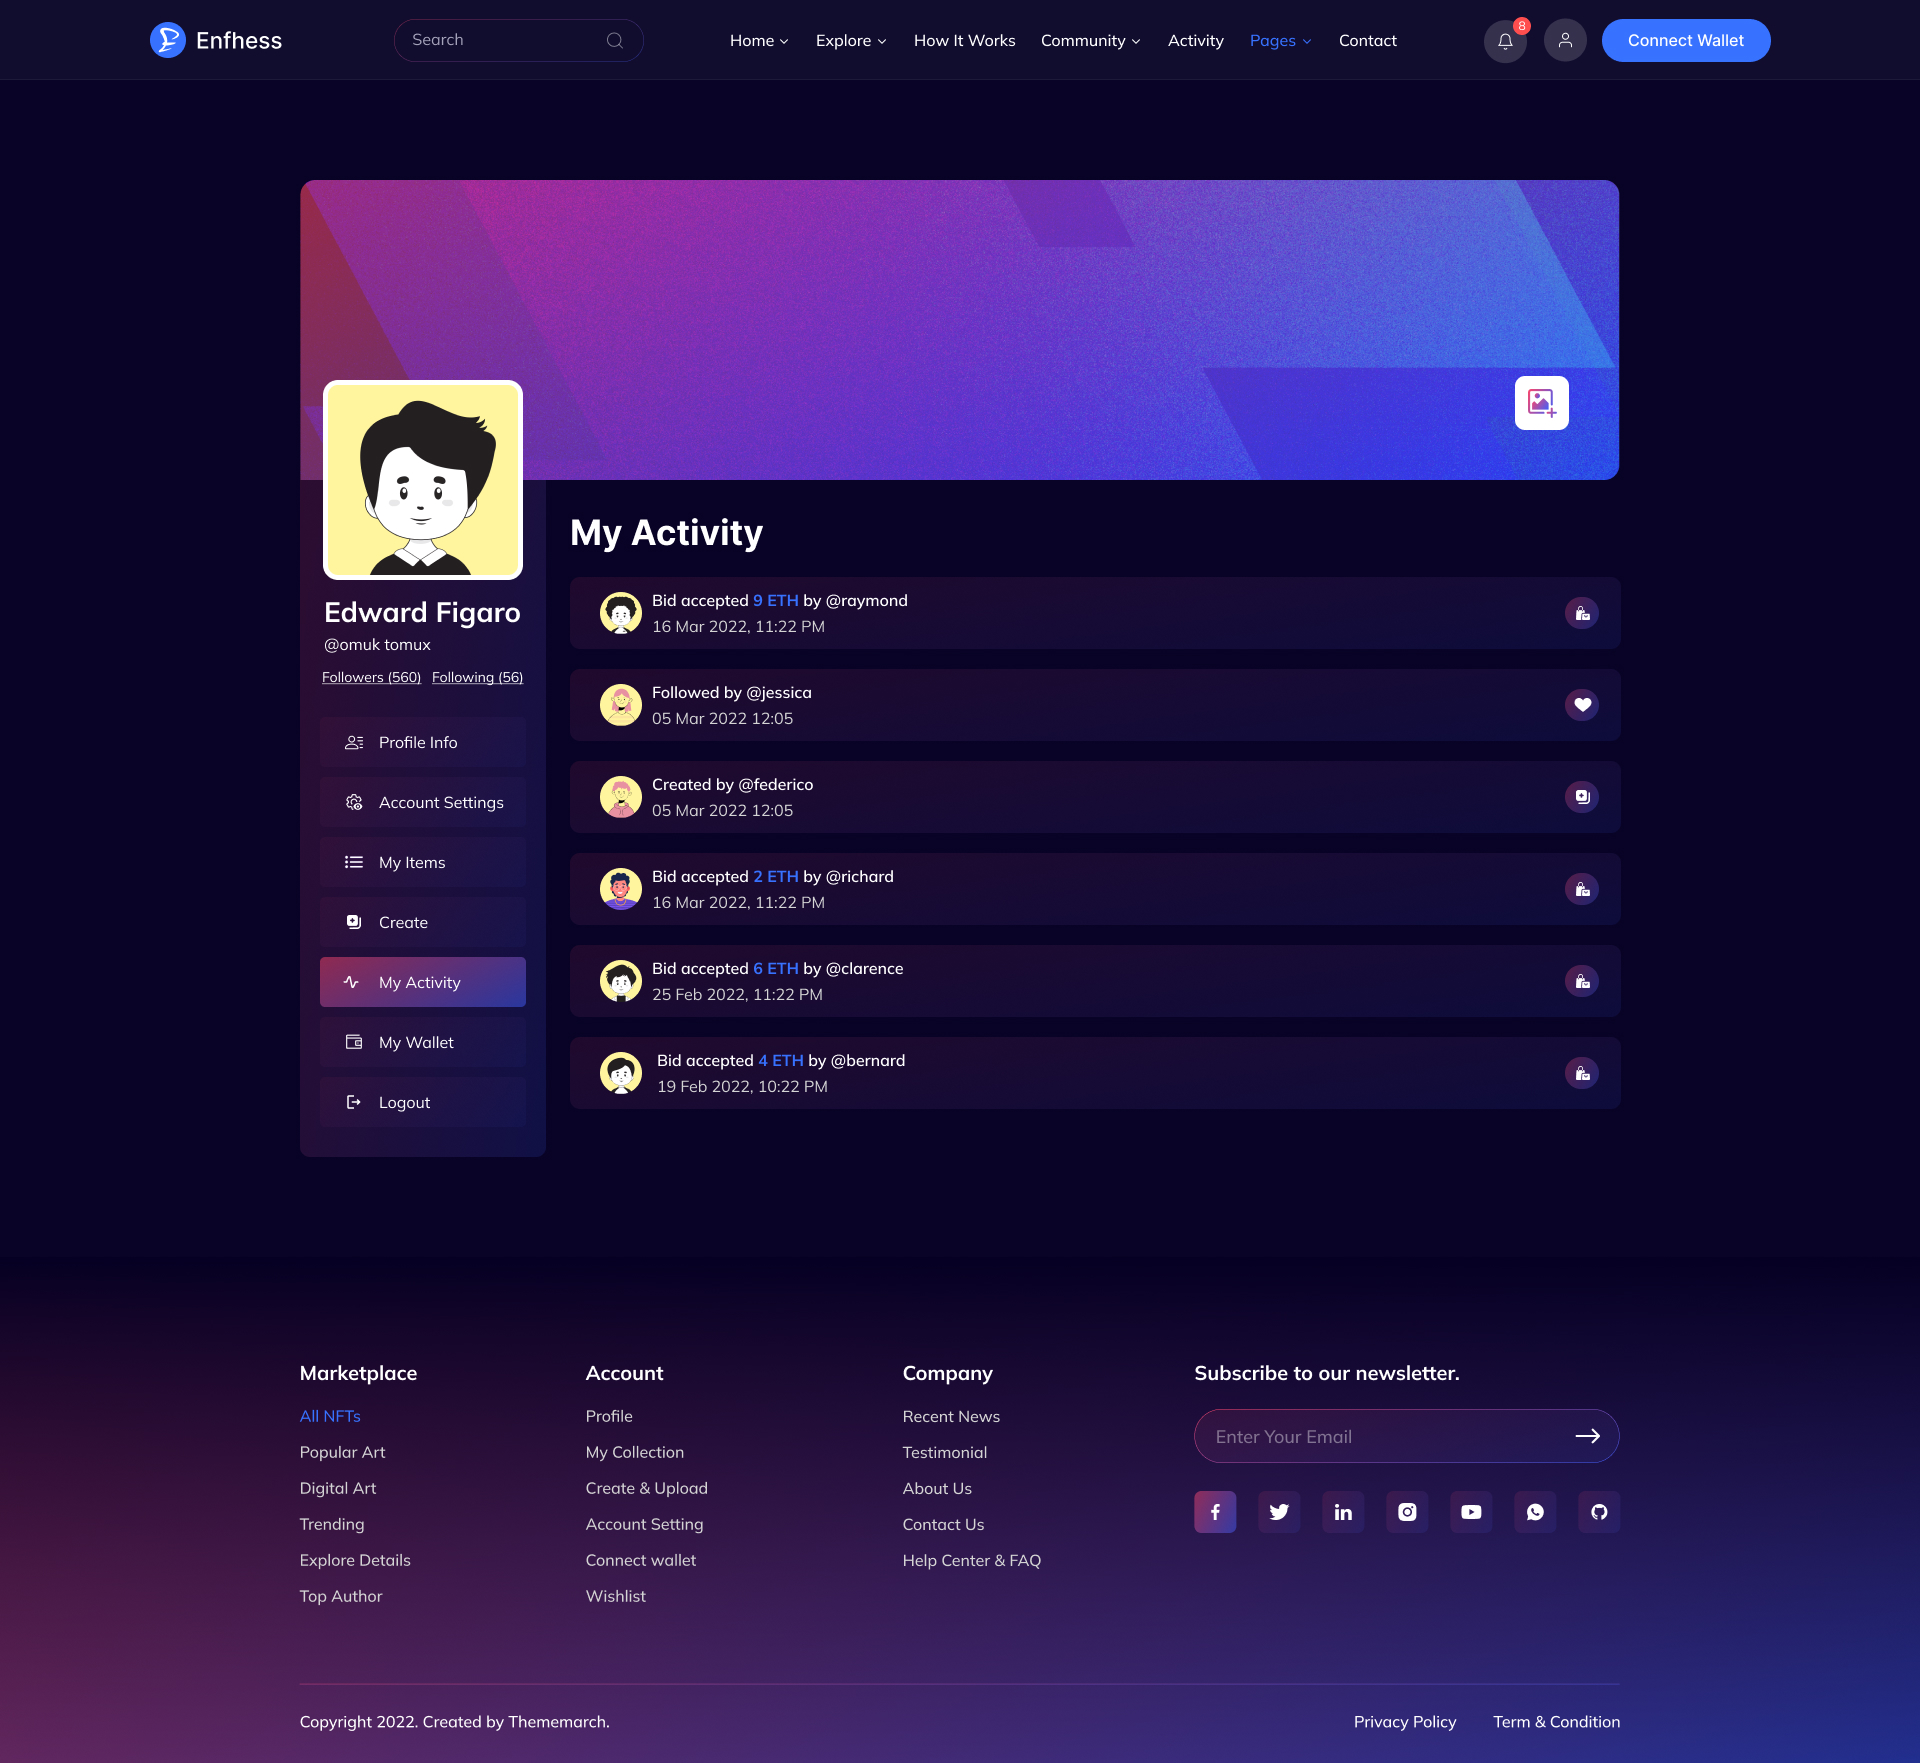 Enfhess
Search
Home
Explore
How It Works
Community
Activity
Pages
Contact
8
Connect Wallet
Edward Figaro
@omuk tomux
Followers (560) Following (56)
Profile Info
Account Settings
My Items
Create
My Activity
My Wallet
Logout
My Activity
Bid accepted 9 ETH by @raymond
16 Mar 2022, 11:22 PM
Followed by @jessica
05 Mar 2022 12:05
Created by @federico
05 Mar 2022 12:05
Bid accepted 2 ETH by @richard
16 Mar 2022, 11:22 PM
Bid accepted 6 ETH by @clarence
25 Feb 2022, 11:22 PM
Bid accepted 4 ETH by @bernard
19 Feb 2022, 10:22 PM
Marketplace
All NFTs
Popular Art
Digital Art
Trending
Explore Details
Top Author
Account
Profile
My Collection
Create & Upload
Account Setting
Connect wallet
Wishlist
Company
Recent News
Testimonial
About Us
Contact Us
Help Center & FAQ
Subscribe to our newsletter.
Enter Your Email
Copyright 2022. Created by Thememarch.
Privacy Policy
Term & Condition